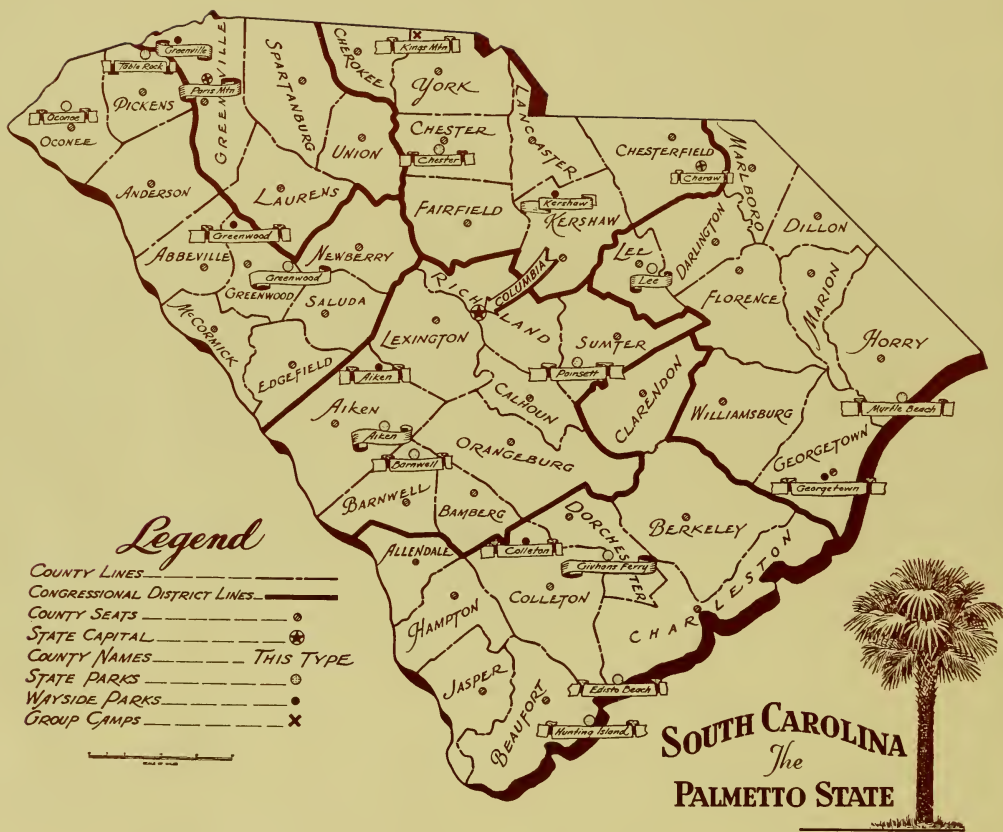 Greenville
Table Rock
Paris Mtn
Oconee
OCONEE
PICKENS
GREENVILLE
SPARTANBURG
CHEROKEE
Kings Mtn
YORK
UNION
CHESTER
Chester
LANCASTER
CHESTERFIELD
Cheraw
MARLBORO
ANDERSON
LAURENS
FAIRFIELD
Kershaw
KERSHAW
DARLINGTON
DILLON
Greenwood
ABBEVILLE
NEWBERRY
Greenwood
GREENWOOD
SALUDA
RICHLAND
COLUMBIA
LEE
Lee
FLORENCE
MARION
MCCORMICK
EDGEFIELD
LEXINGTON
SUMTER
HORRY
Aiken
AIKEN
Aiken
CALHOUN
Poinsett
CLARENDON
WILLIAMSBURG
Myrtle Beach
GEORGETOWN
Georgetown
ORANGEBURG
Barnwell
BARNWELL
BAMBERG
DORCHESTER
BERKELEY
ALLENDALE
Colleton
Givhans Ferry
COLLETON
HAMPTON
CHARLESTON
JASPER
BEAUFORT
Edisto Beach
Hunting Island
Legend
COUNTY LINES
CONGRESSIONAL DISTRICT LINES
COUNTY SEATS
STATE CAPITAL
COUNTY NAMES THIS TYPE
STATE PARKS
WAYSIDE PARKS
GROUP CAMPS
SCALE OF MILES
SOUTH CAROLINA
The
PALMETTO STATE